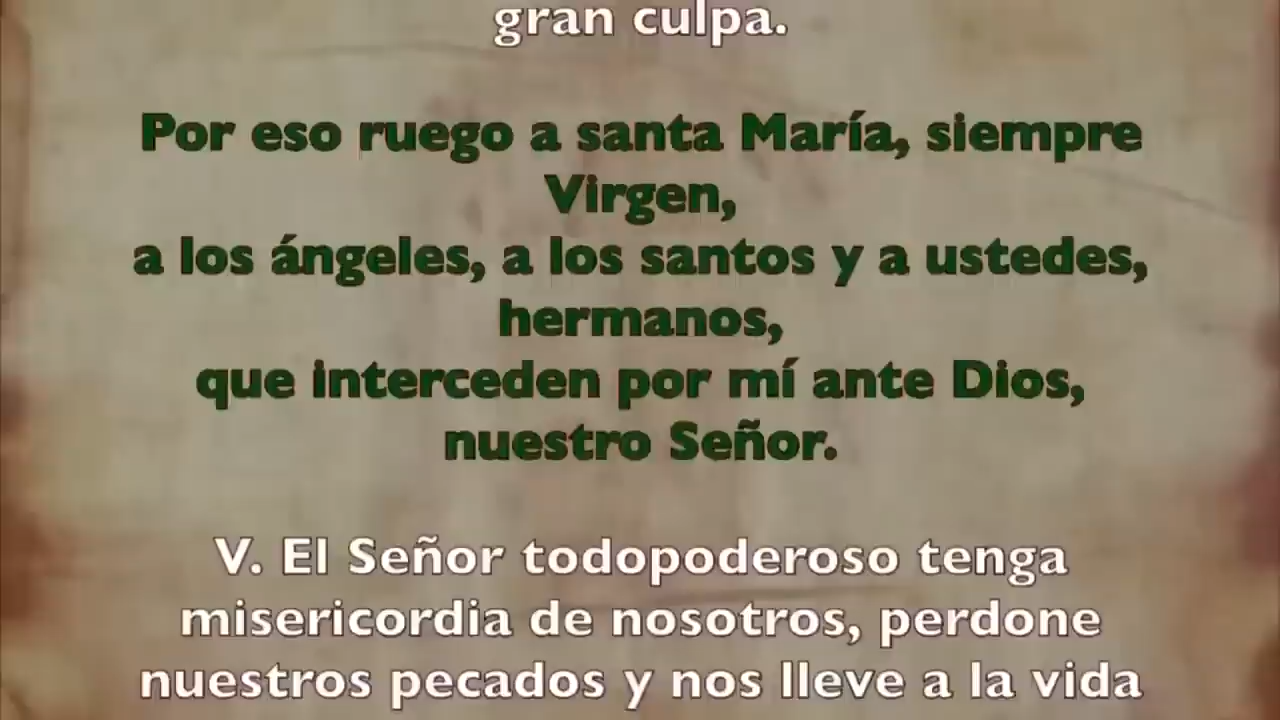 gran culpa.
Por eso ruego a santa María, siempre
Virgen,
a los ángeles, a los santos y a ustedes,
hermanos,
que interceden por mí ante Dios,
nuestro Señor.
V. El Señor todopoderoso tenga
misericordia de nosotros, perdone
nuestros pecados y nos lleve a la vida